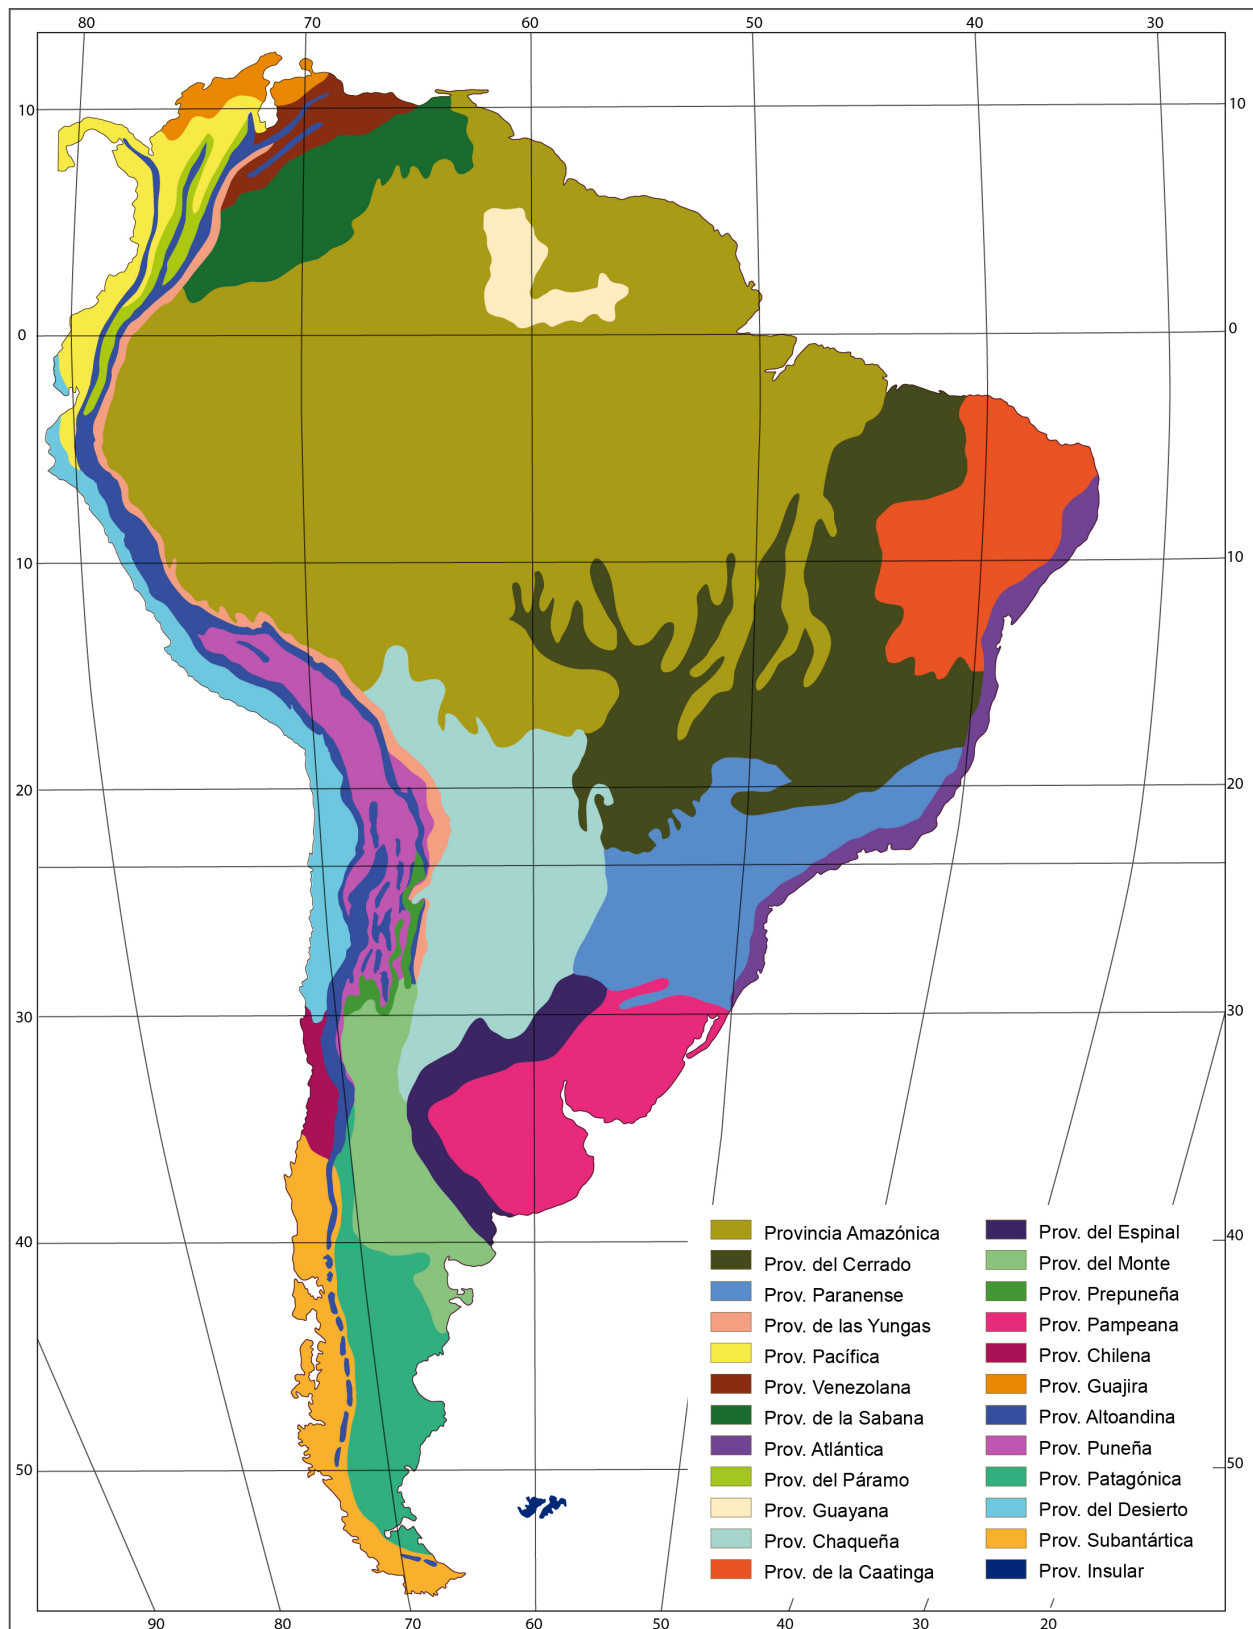 80 70 60 50 40 30
10 10
0 0
10 10
20 20
30 30
40 40
50 50
Provincia Amazónica
Prov. del Cerrado
Prov. Paranense
Prov. de las Yungas
Prov. Pacífica
Prov. Venezolana
Prov. de la Sabana
Prov. Atlántica
Prov. del Páramo
Prov. Guayana
Prov. Chaqueña
Prov. de la Caatinga
Prov. del Espinal
Prov. del Monte
Prov. Prepuneña
Prov. Pampeana
Prov. Chilena
Prov. Guajira
Prov. Altoandina
Prov. Puneña
Prov. Patagónica
Prov. del Desierto
Prov. Subantártica
Prov. Insular
90 80 70 60 50 40 30 20